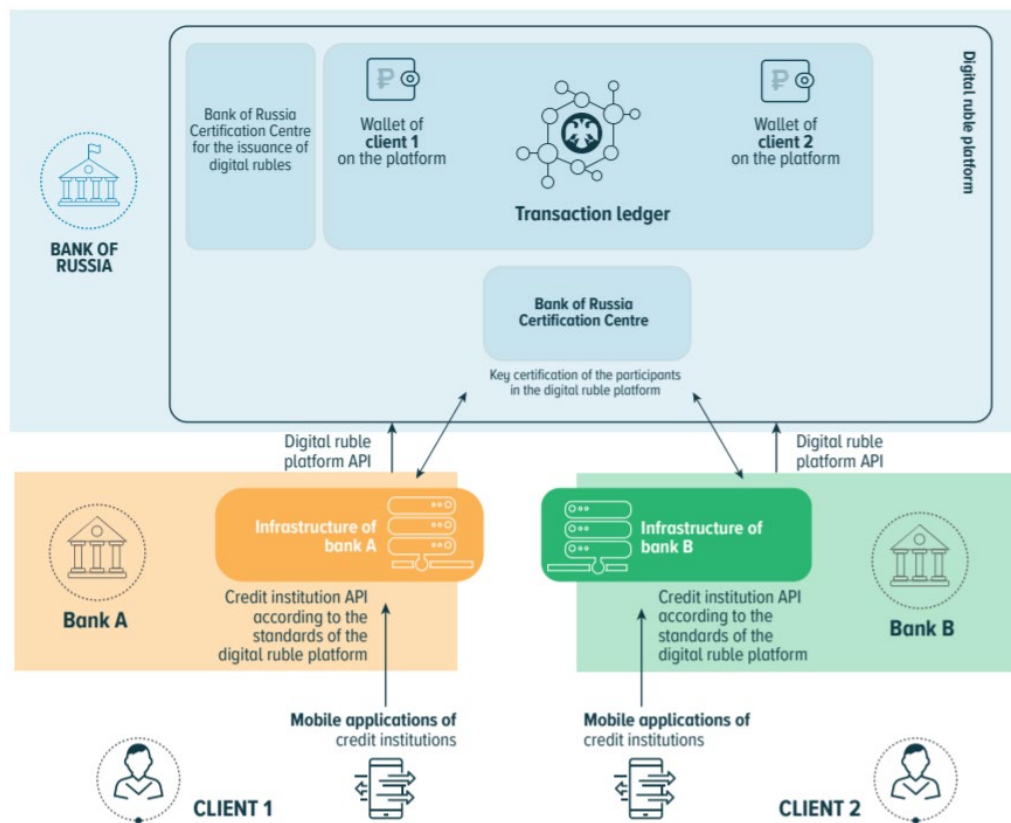 Digital ruble platform
Bank of Russia
Certification Centre
for the issuance of
digital rubles
₽
Wallet of
client 1
on the platform
Transaction ledger
₽
Wallet of
client 2
on the platform
BANK OF
RUSSIA
Bank of Russia
Certification Centre
Key certification of the participants
in the digital ruble platform
Digital ruble
platform API
Digital ruble
platform API
Infrastructure of
bank A
Infrastructure of
bank B
Bank A
Credit institution API
according to the
standards of the
digital ruble platform
Credit institution API
according to the
standards of the
digital ruble platform
Bank B
Mobile applications of
credit institutions
Mobile applications of
credit institutions
CLIENT 1
CLIENT 2